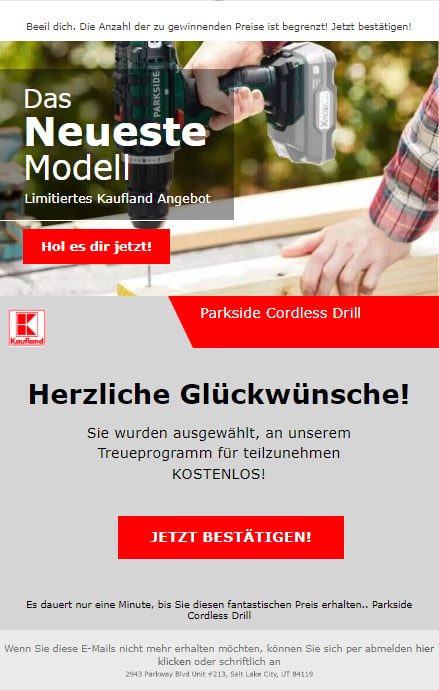 Beeil dich. Die Anzahl der zu gewinnenden Preise ist begrenzt! Jetzt bestätigen!
PARKSIDE
Das
Neueste
Modell
Limitiertes Kaufland Angebot
Hol es dir jetzt!
Parkside Cordless Drill
Kaufland
Herzliche Glückwünsche!
Sie wurden ausgewählt, an unserem
Treueprogramm für teilzunehmen
KOSTENLOS!
JETZT BESTÄTIGEN!
Es dauert nur eine Minute, bis Sie diesen fantastischen Preis erhalten.. Parkside
Cordless Drill
Wenn Sie diese E-Mails nicht mehr erhalten möchten, können Sie sich per abmelden hier
klicken oder schriftlich an
2943 Parkway Blvd Unit #213, Salt Lake City, UT 84119